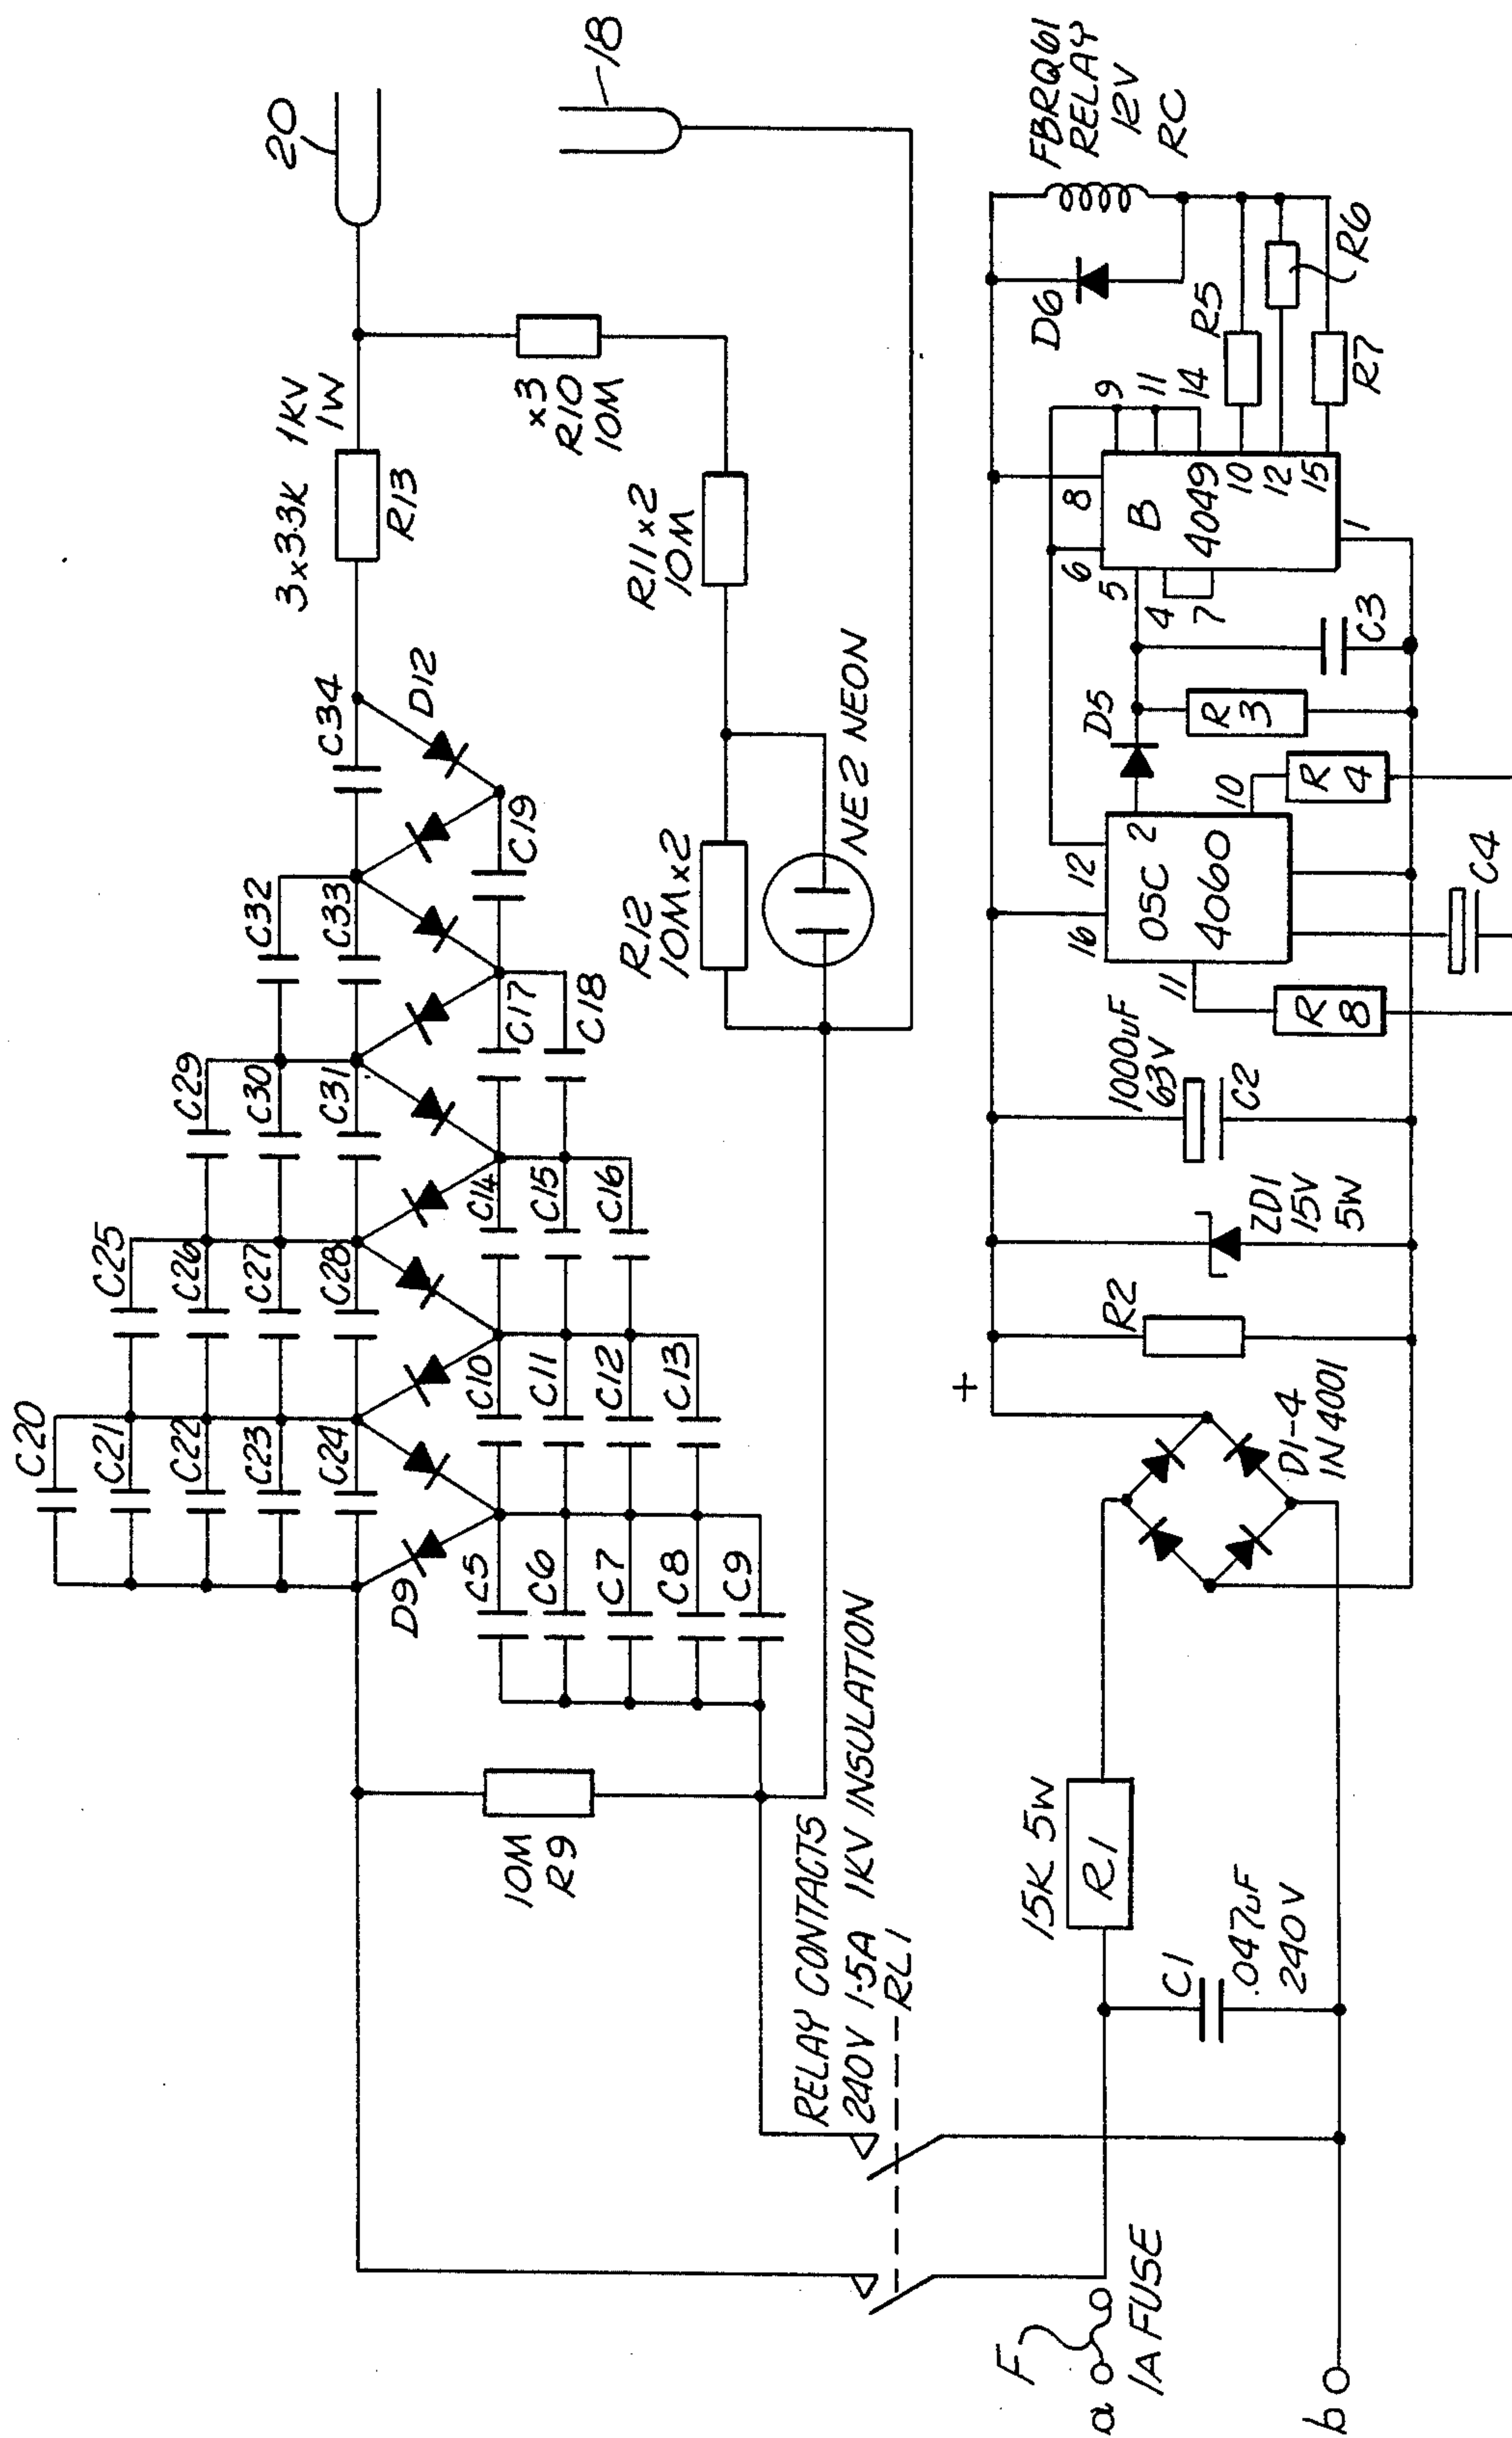 20
18
3x3.3K 1KV
1W
R13
x3
R10
10M
R11x2
10M
R12
10Mx2
NE2 NEON
C34
D12
C32
C33
C19
C29
C30
C31
C17
C18
C25
C26
C27
C28
C14
C15
C16
C20
C21
C22
C23
C24
C10
C11
C12
C13
D9
C5
C6
C7
C8
C9
10M
R9
RELAY CONTACTS
240V 1.5A 1KV INSULATION
RL1
F
a
1A FUSE
b
15K 5W
R1
C1
.047uF
240V
D1-4
1N4001
+
R2
ZD1
15V
5W
1000uF
63V
C2
16
12
OSC
2
4060
11
10
R
8
R
4
C4
D5
R
3
C3
6
8
5
B
4
4049
7
9
11
14
10
12
15
1
D6
R5
R6
R7
FBRQ61
RELAY
12V
RC